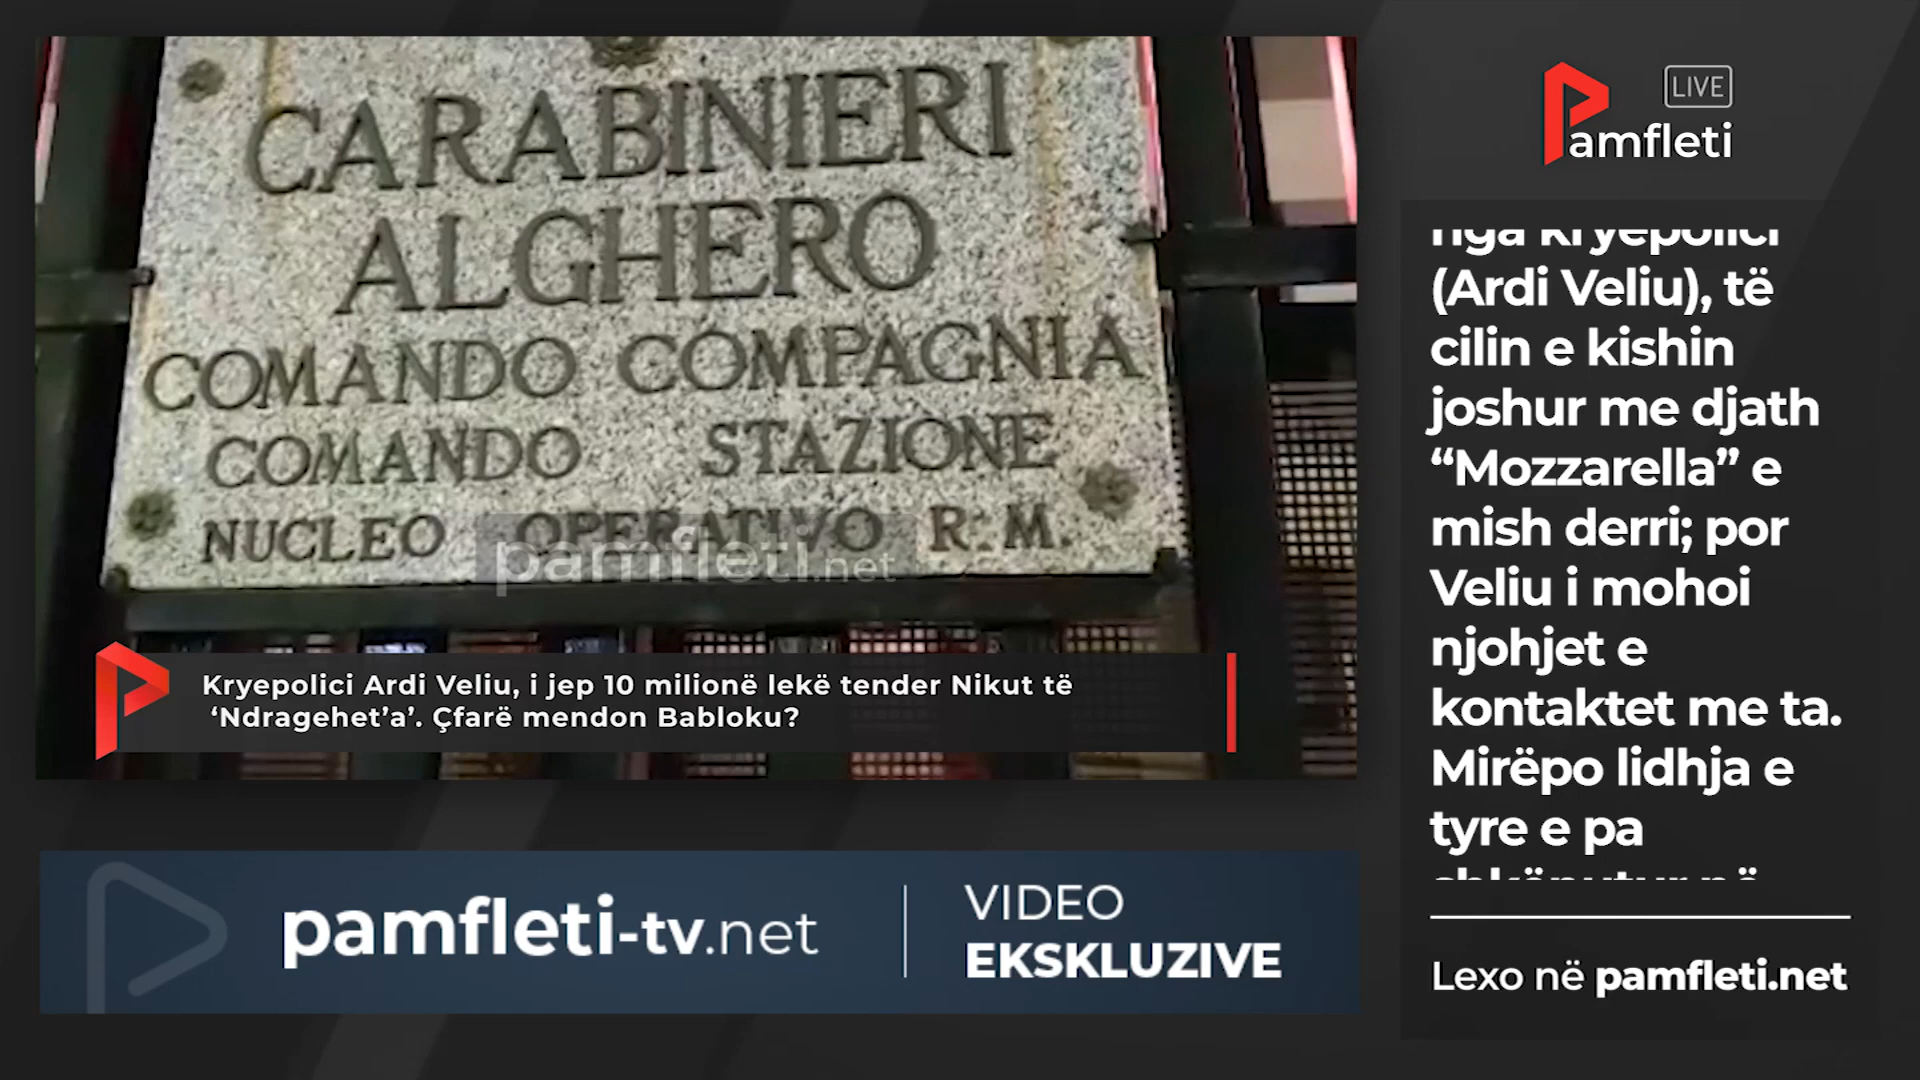 CARABINIERI
ALGHERO
COMANDO COMPAGNIA
COMANDO STAZIONE
NUCLEO OPERATIVO R.M.
pamfleti.net
Kryepolici Ardi Veliu, i jep 10 milionë lekë tender Nikut të
‘Ndragehet’a’. Çfarë mendon Babloku?
pamfleti-tv.net
VIDEO
EKSKLUZIVE
LIVE
Pamfleti
nga kryepolici
(Ardi Veliu), të
cilin e kishin
joshur me djath
“Mozzarella” e
mish derri; por
Veliu i mohoi
njohjet e
kontaktet me ta.
Mirëpo lidhja e
tyre e pa
Lexo në pamfleti.net